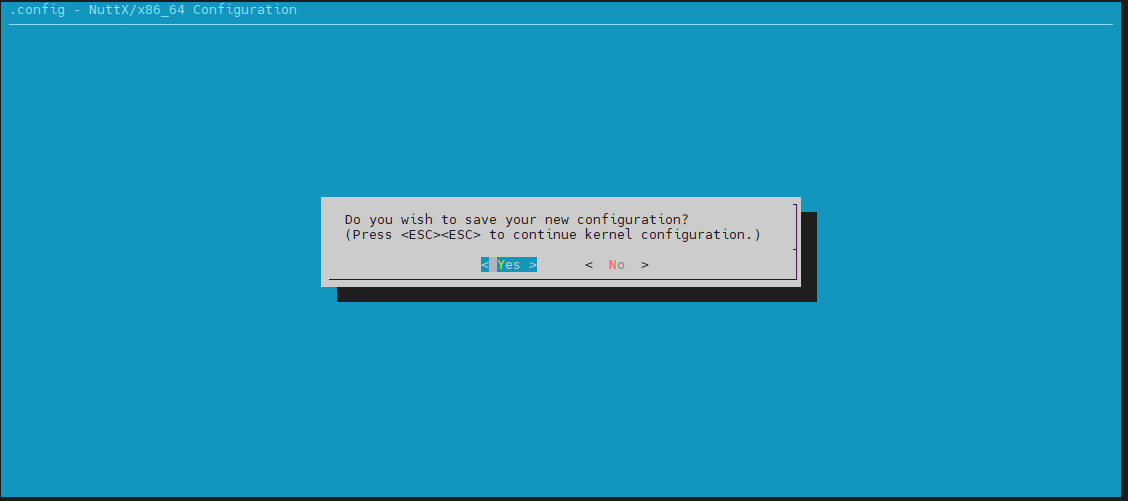 .config - NuttX/x86_64 Configuration
Do you wish to save your new configuration?
(Press <ESC><ESC> to continue kernel configuration.)
< Yes > <  No  >